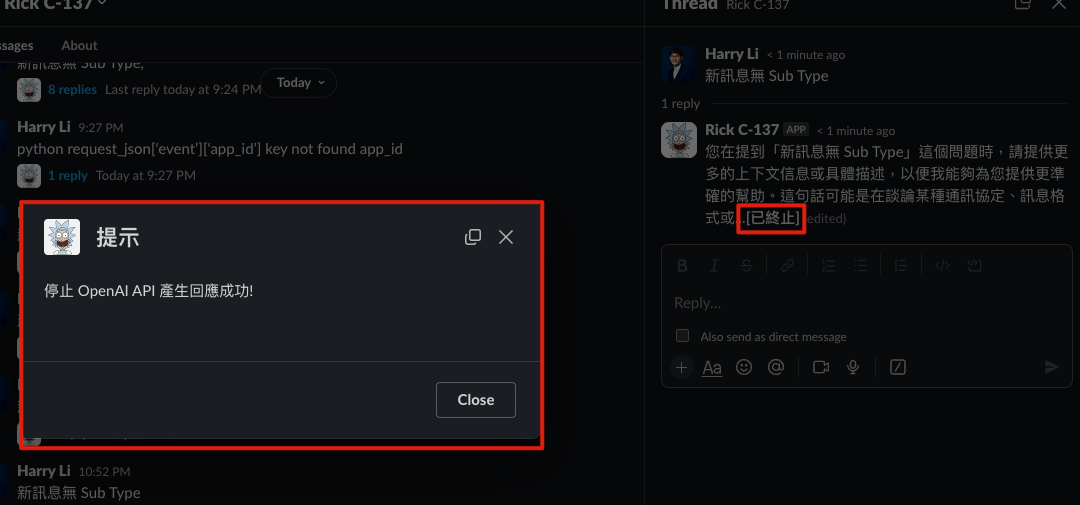 Rick C-137
Messages
About
新訊息無 Sub Type,
8 replies Last reply today at 9:24 PM
Today
Harry Li 9:27 PM
python request_json['event']['app_id'] key not found app_id
1 reply Today at 9:27 PM
提示
停止 OpenAI API 產生回應成功!
Close
Harry Li 10:52 PM
新訊息無 Sub Type
Thread Rick C-137
Harry Li < 1 minute ago
新訊息無 Sub Type
1 reply
Rick C-137 APP < 1 minute ago
您在提到「新訊息無 Sub Type」這個問題時，請提供更
多的上下文信息或具體描述，以便我能夠為您提供更準
確的幫助。這句話可能是在談論某種通訊協定、訊息格
式或...[已終止] (edited)
Reply...
Also send as direct message
Aa